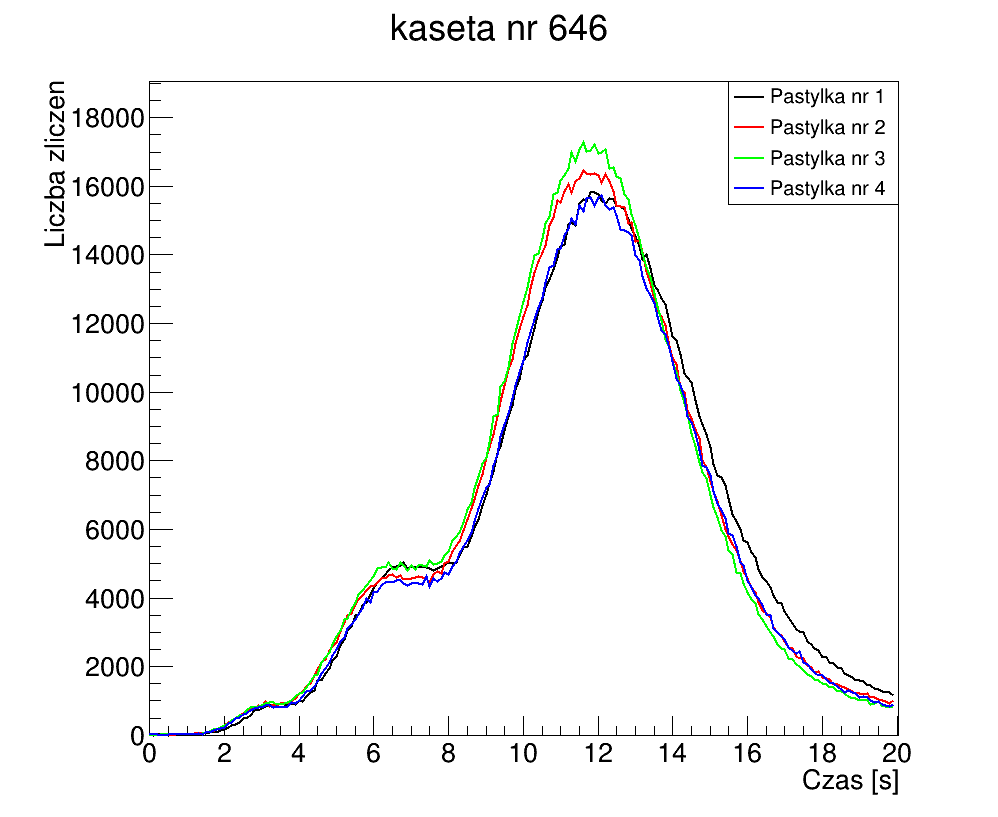 kaseta nr 646
Liczba zliczen
18000
16000
14000
12000
10000
8000
6000
4000
2000
0
Pastylka nr 1
Pastylka nr 2
Pastylka nr 3
Pastylka nr 4
0 2 4 6 8 10 12 14 16 18 20
Czas [s]